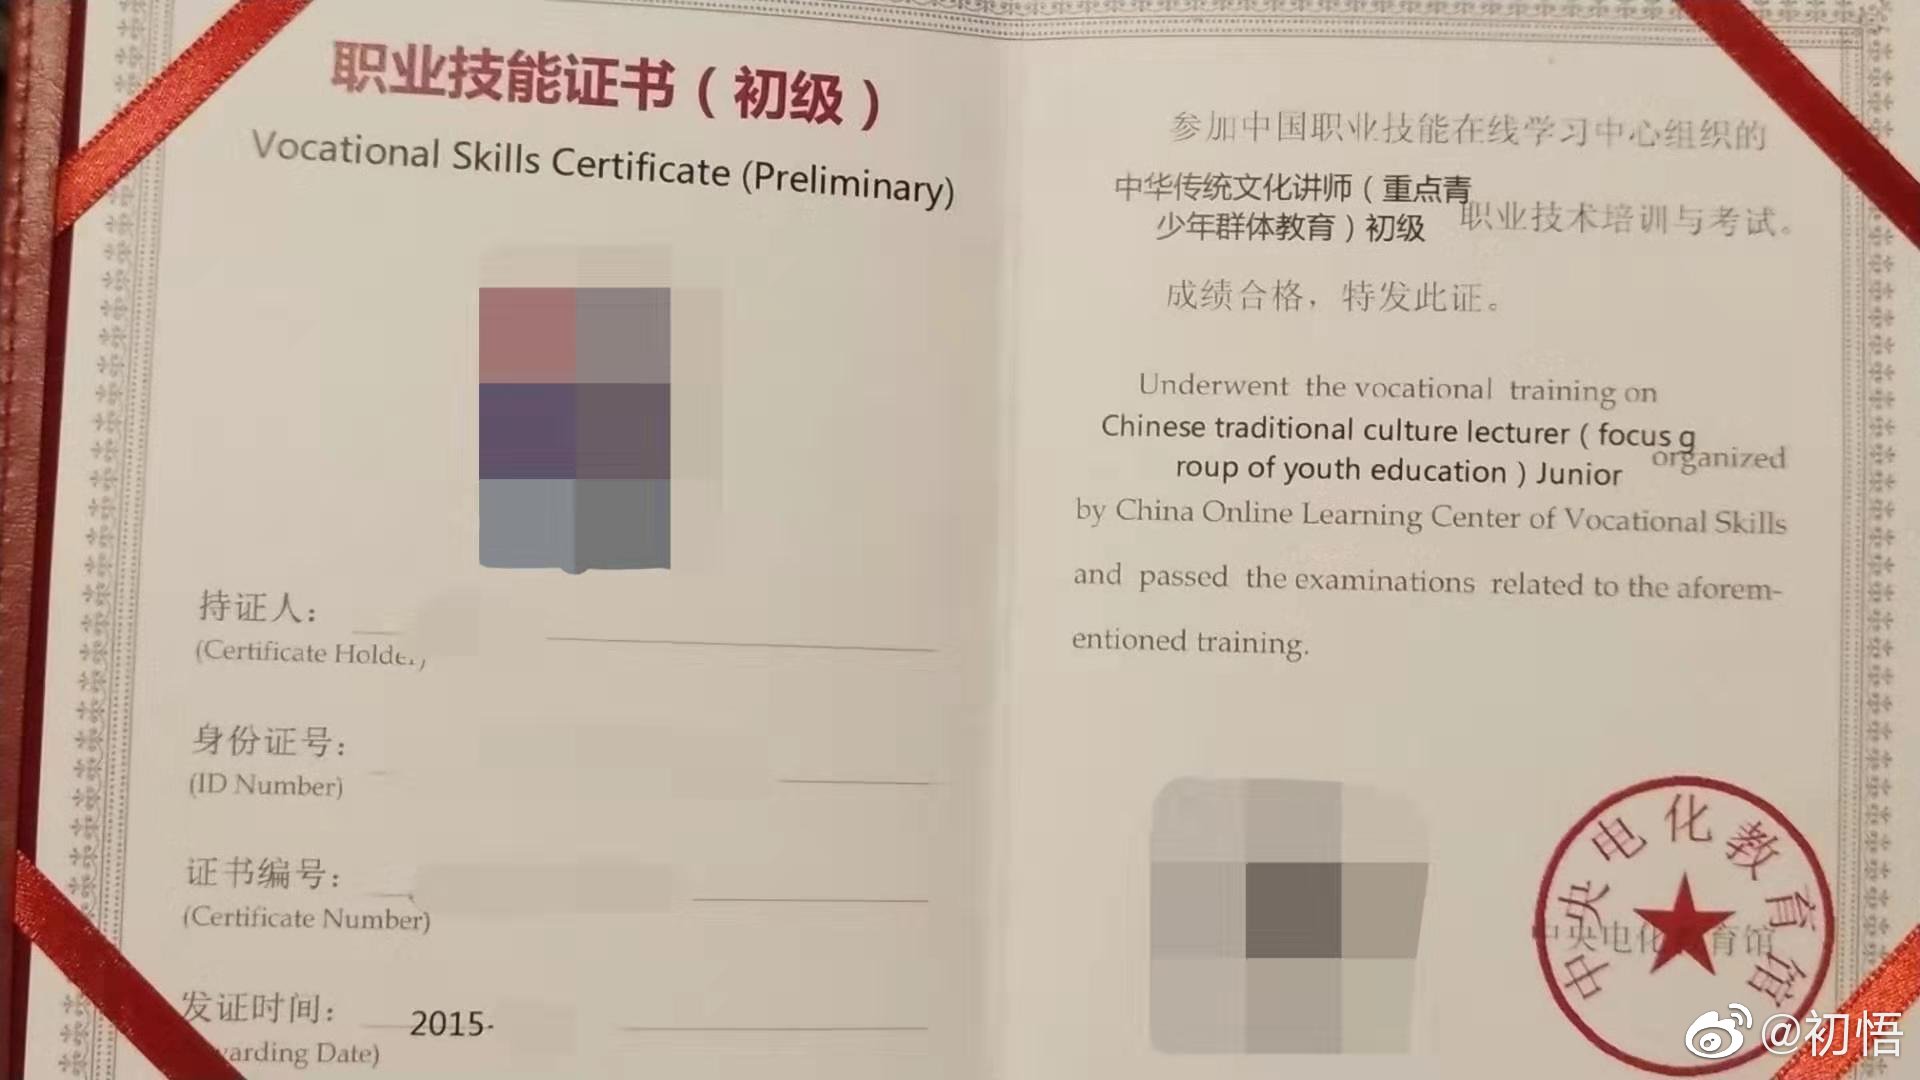 职业技能证书（初级）
Vocational Skills Certificate (Preliminary)
持证人：
(Certificate Holder)
身份证号：
(ID Number)
证书编号：
(Certificate Number)
发证时间：
2015-
arding Date)
参加中国职业技能在线学习中心组织的
中华传统文化讲师（重点青
少年群体教育）初级
职业技术培训与考试。
成绩合格，特发此证。
Underwent the vocational training on
Chinese traditional culture lecturer ( focus g
roup of youth education ) Junior
organized
by China Online Learning Center of Vocational Skills
and passed the examinations related to the aforem-
entioned training.
中央电化教育馆
中央电化 育馆
@初悟